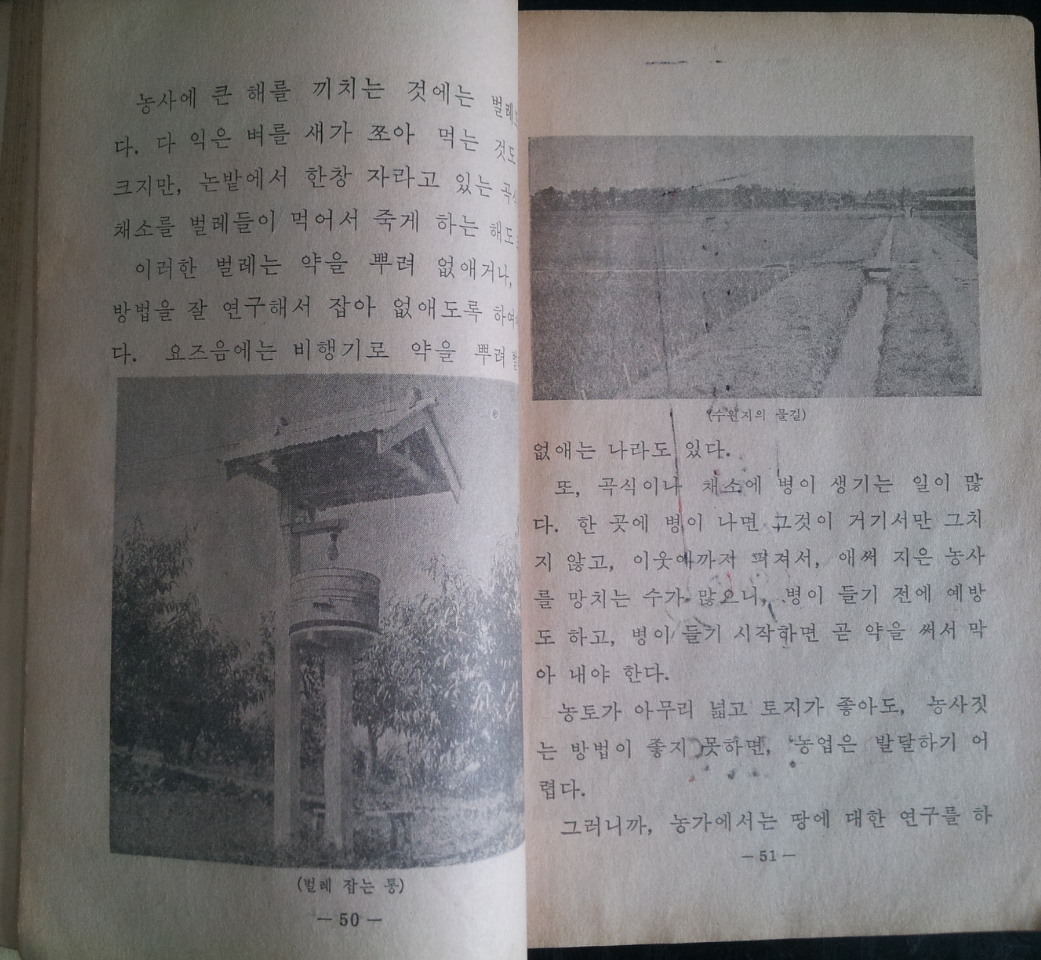 농사에 큰 해를 끼치는 것에는
다. 다 익은 벼를 새가 쪼아 먹는 것도
크지만, 논밭에서 한창 자라고 있는
채소를 벌레들이 먹어서 죽게 하는 해도
이러한 벌레는 약을 뿌려 없애거나,
방법을 잘 연구해서 잡아 없애도록
다. 요즈음에는 비행기로 약을 뿌려
(벌레 잡는 통)
— 50 —
(수원지의 물길)
없애는 나라도 있다.
또, 곡식이나 채소에 병이 생기는 일이 많
다. 한 곳에 병이 나면 그것이 거기서만 그치
지 않고, 이웃에까지 퍼져서, 애써 지은 농사
를 망치는 수가 많으니, 병이 들기 전에 예방
도 하고, 병이 들기 시작하면 곧 약을 써서 막
아 내야 한다.
농토가 아무리 넓고 토지가 좋아도, 농사짓
는 방법이 좋지 못하면, 농업은 발달하기 어
렵다.
그러니까, 농가에서는 땅에 대한 연구를 하
— 51 —